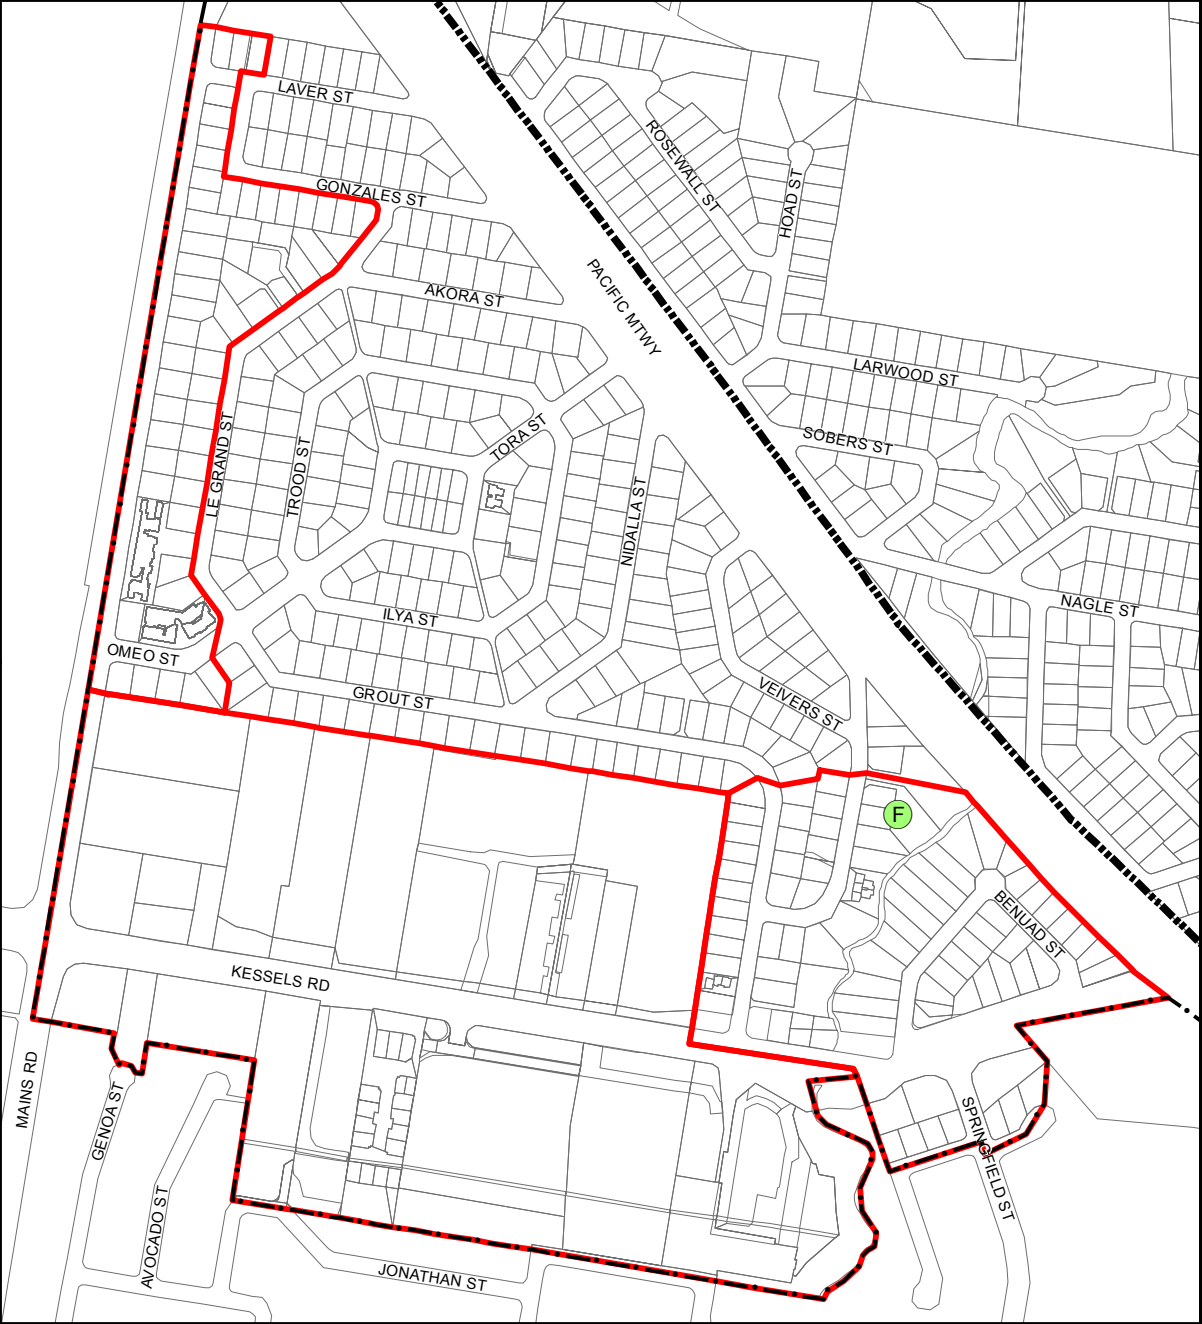 LAVER ST
GONZALES ST
ROSEWALL ST
HOAD ST
AKORA ST
PACIFIC MTWY
LARWOOD ST
SOBERS ST
TORA ST
LE GRAND ST
TROOD ST
NIDALLA ST
NAGLE ST
ILYA ST
OMEO ST
GROUT ST
VEIVERS ST
F
BENUAD ST
KESSELS RD
MAINS RD
GENOA ST
SPRINGFIELD ST
AVOCADO ST
JONATHAN ST